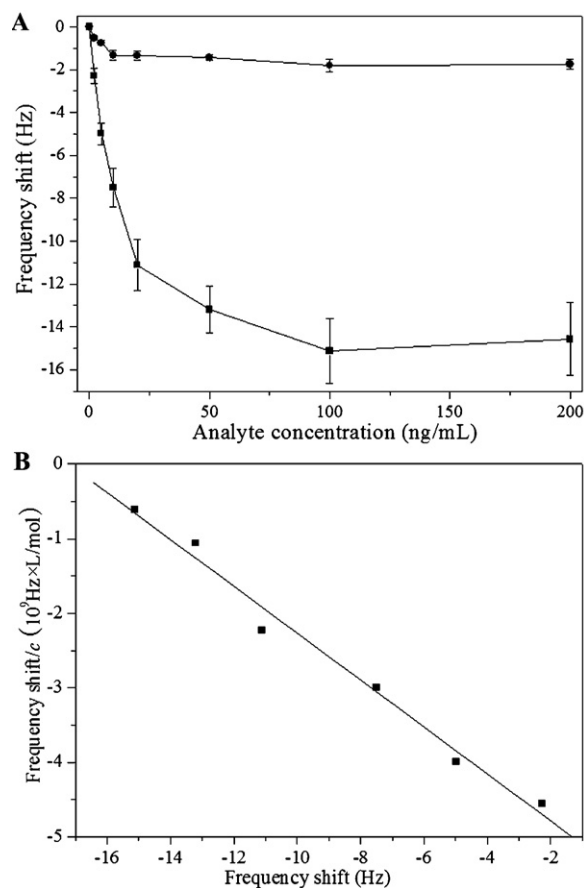 A
Frequency shift (Hz)
0
-2
-4
-6
-8
-10
-12
-14
-16
0 50 100 150 200
Analyte concentration (ng/mL)
B
Frequency shift/c (10⁹Hz×L/mol)
0
-1
-2
-3
-4
-5
-16 -14 -12 -10 -8 -6 -4 -2
Frequency shift (Hz)